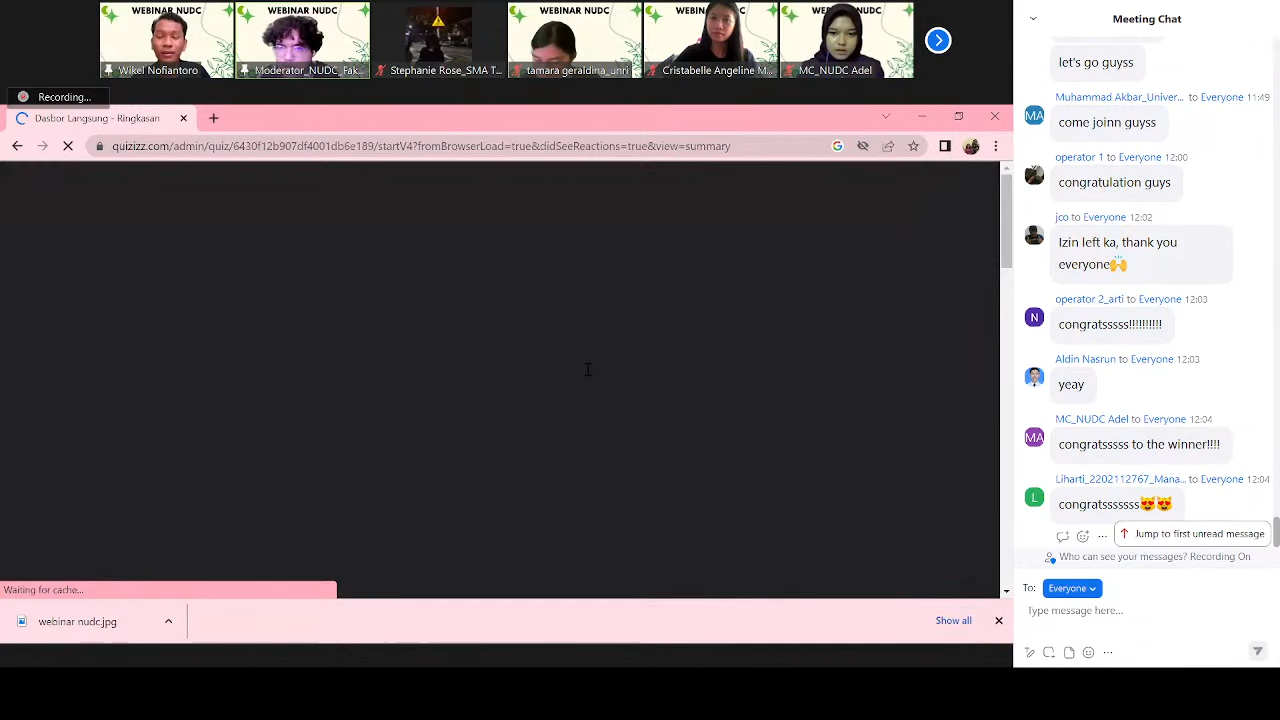 WEBINAR NUDC
WEBINAR NUDC
WEBINAR NUDC
WEBINAR NUDC
WEBINAR NUDC
Wikel Nofiantoro
Moderator_NUDC_Fak...
Stephanie Rose_SMA T...
tamara geraldina_unri
Cristabelle Angeline M...
MC_NUDC Adel
Recording...
Dasbor Langsung - Ringkasan
quizizz.com/admin/quiz/6430f126907df4001db6e189/startV4?fromBrowserLoad=true&didSeeReactions=true&view=summary
Waiting for cache...
webinar nudc.jpg
Show all
Meeting Chat
let's go guyss
Muhammad Akbar_Univer... to Everyone 11:49
MA
come joinn guyss
operator 1 to Everyone 12:00
congratulation guys
jco to Everyone 12:02
Izin left ka, thank you
everyone🙌
operator 2_arti to Everyone 12:03
N
congratsssss!!!!!!!!!!
Aldin Nasrun to Everyone 12:03
yeay
MC_NUDC Adel to Everyone 12:04
MA
congratsssss to the winner!!!!
Liharti_2202112767_Mana... to Everyone 12:04
L
congratsssssss😻😻
Jump to first unread message
Who can see your messages? Recording On
To: Everyone
Type message here...